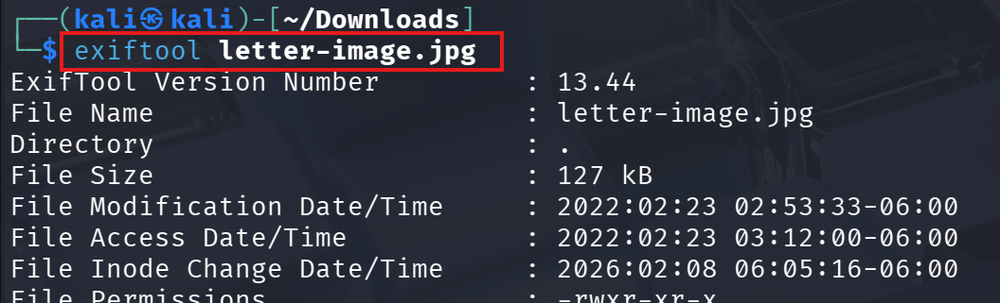 ┌──(kali㉿kali)-[~/Downloads]
└─$ exiftool letter-image.jpg
ExifTool Version Number         : 13.44
File Name                       : letter-image.jpg
Directory                       : .
File Size                       : 127 kB
File Modification Date/Time     : 2022:02:23 02:53:33-06:00
File Access Date/Time           : 2022:02:23 03:12:00-06:00
File Inode Change Date/Time     : 2026:02:08 06:05:16-06:00
File Permissions                : -rwxr-xr-x